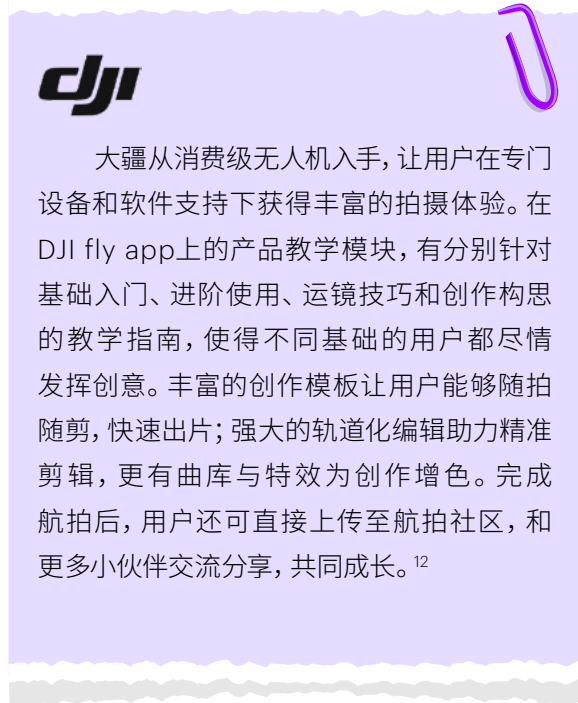 dji
大疆从消费级无人机入手，让用户在专门
设备和软件支持下获得丰富的拍摄体验。在
DJI fly app上的产品教学模块，有分别针对
基础入门、进阶使用、运镜技巧和创作构思
的教学指南，使得不同基础的用户都尽情
发挥创意。丰富的创作模板让用户能够随拍
随剪，快速出片；强大的轨道化编辑助力精准
剪辑，更有曲库与特效为创作增色。完成
航拍后，用户还可直接上传至航拍社区，和
更多小伙伴交流分享，共同成长。12